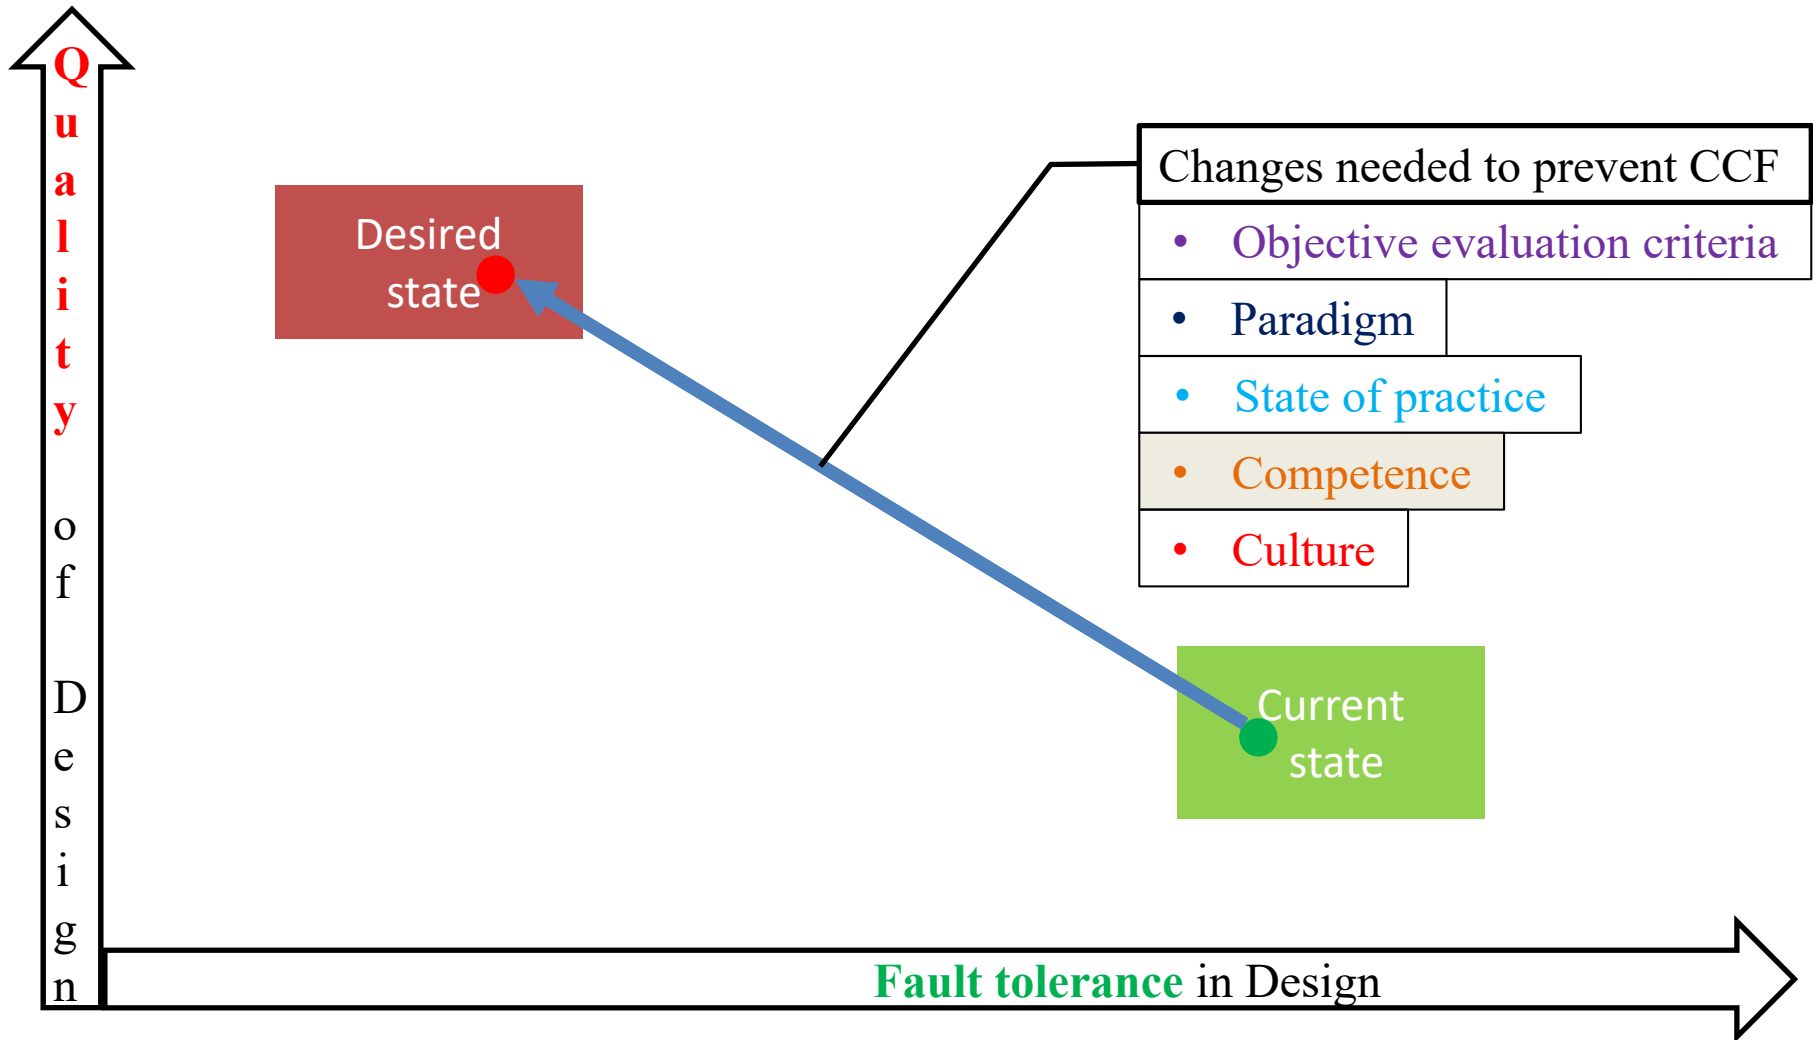 Quality of Design
Desired
state
Changes needed to prevent CCF
• Objective evaluation criteria
• Paradigm
• State of practice
• Competence
• Culture
Current
state
Fault tolerance in Design